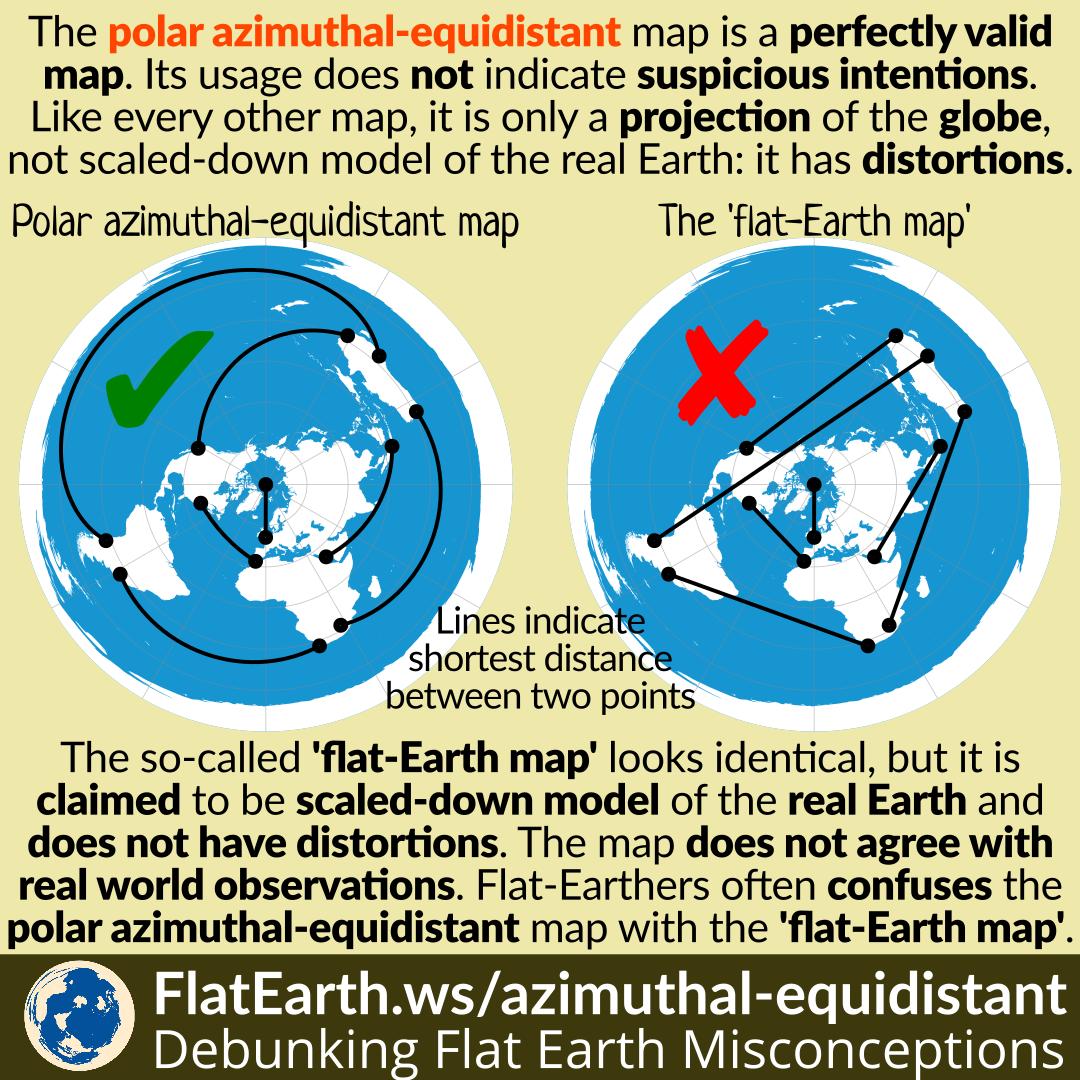 The polar azimuthal-equidistant map is a perfectly valid
map. Its usage does not indicate suspicious intentions.
Like every other map, it is only a projection of the globe,
not scaled-down model of the real Earth: it has distortions.
Polar azimuthal-equidistant map
The 'flat-Earth map'
Lines indicate
shortest distance
between two points
The so-called 'flat-Earth map' looks identical, but it is
claimed to be scaled-down model of the real Earth and
does not have distortions. The map does not agree with
real world observations. Flat-Earthers often confuses the
polar azimuthal-equidistant map with the 'flat-Earth map'.
FlatEarth.ws/azimuthal-equidistant
Debunking Flat Earth Misconceptions